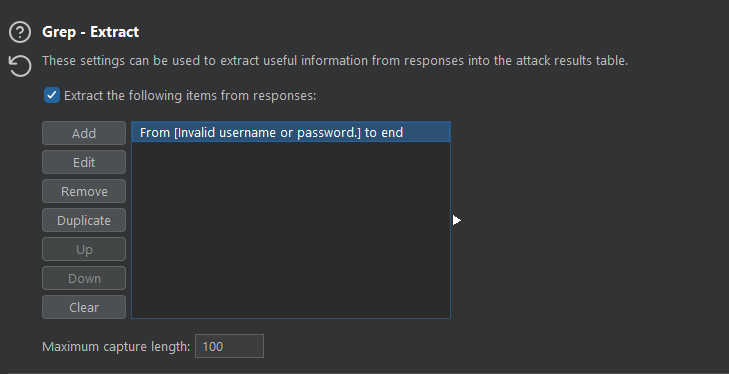 Grep - Extract
These settings can be used to extract useful information from responses into the attack results table.
Extract the following items from responses:
Add
From [Invalid username or password.] to end
Edit
Remove
Duplicate
Up
Down
Clear
Maximum capture length: 100